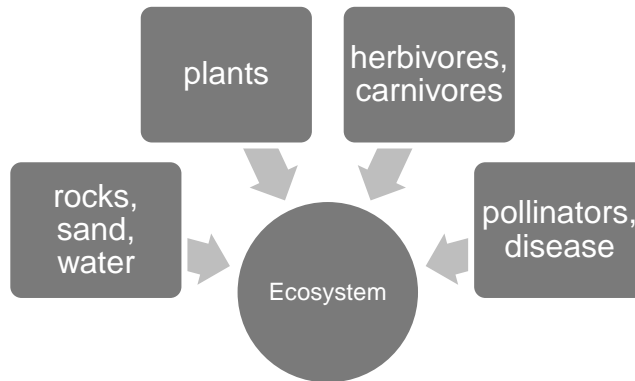 plants
herbivores,
carnivores
rocks,
sand,
water
pollinators,
disease
Ecosystem